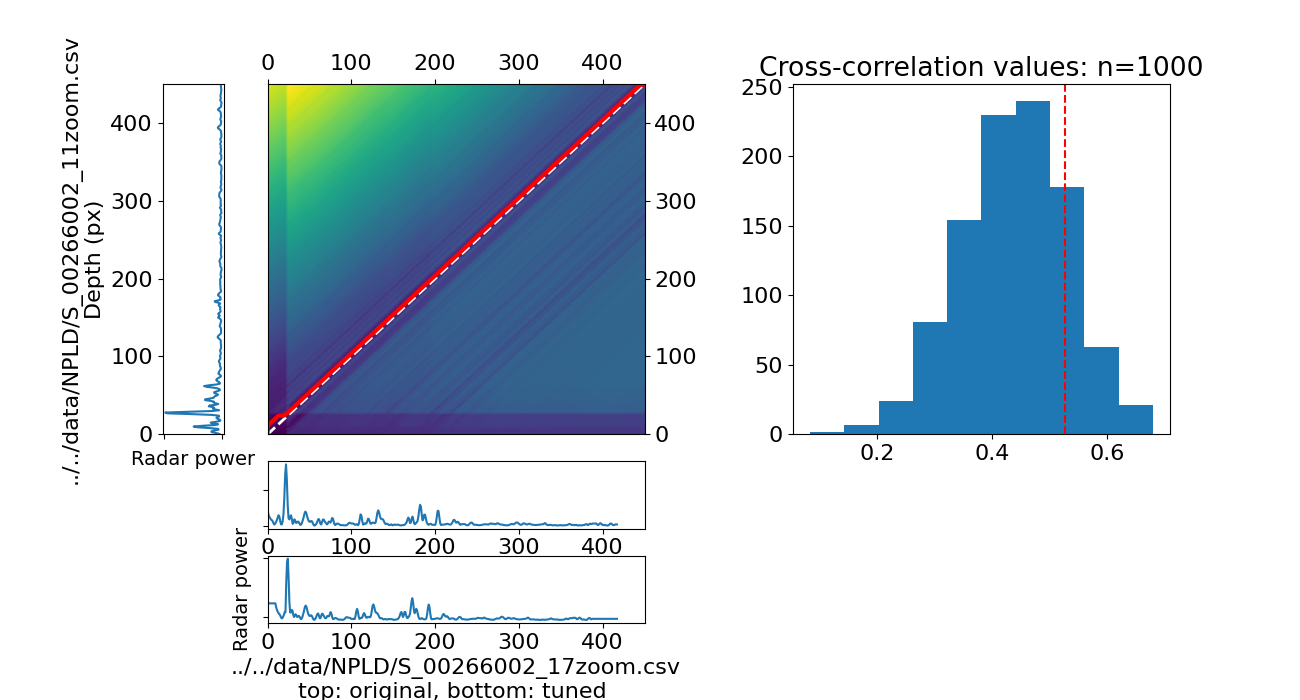 ../../data/NPLD/S_00266002_11zoom.csv
Depth (px)
0 100 200 300 400
400
300
200
100
0
Radar power
400
300
200
100
0
Cross-correlation values: n=1000
250
200
150
100
50
0
0.2 0.4 0.6
0 100 200 300 400
Radar power
0 100 200 300 400
../../data/NPLD/S_00266002_17zoom.csv
top: original, bottom: tuned